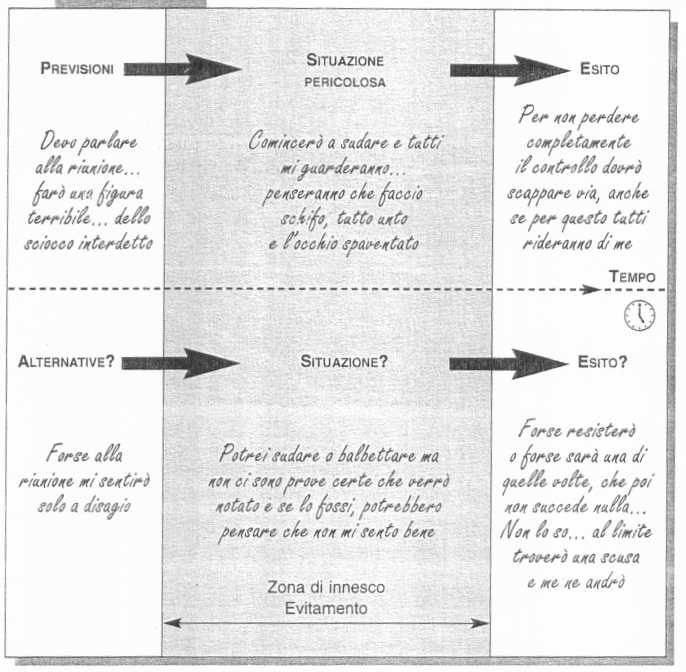 PREVISIONI
SITUAZIONE
PERICOLOSA
ESITO
Devo parlare
alla riunione...
farò una figura
terribile... dello
sciocco interdetto
Comincerò a sudare e tutti
mi guarderanno...
penseranno che faccio
schifo, tutto unto
e l'occhio spaventato
Per non perdere
completamente
il controllo dovrò
scappare via, anche
se per questo tutti
rideranno di me
TEMPO
ALTERNATIVE?
SITUAZIONE?
ESITO?
Forse alla
riunione mi sentirò
solo a disagio
Potrei sudare o balbettare ma
non ci sono prove certe che verrò
notato e se lo fossi, potrebbero
pensare che non mi sento bene
Forse resisterò
o forse sarà una di
quelle volte, che poi
non succede nulla...
Non lo so... al limite
troverò una scusa
e me ne andrò
Zona di innesco
Evitamento